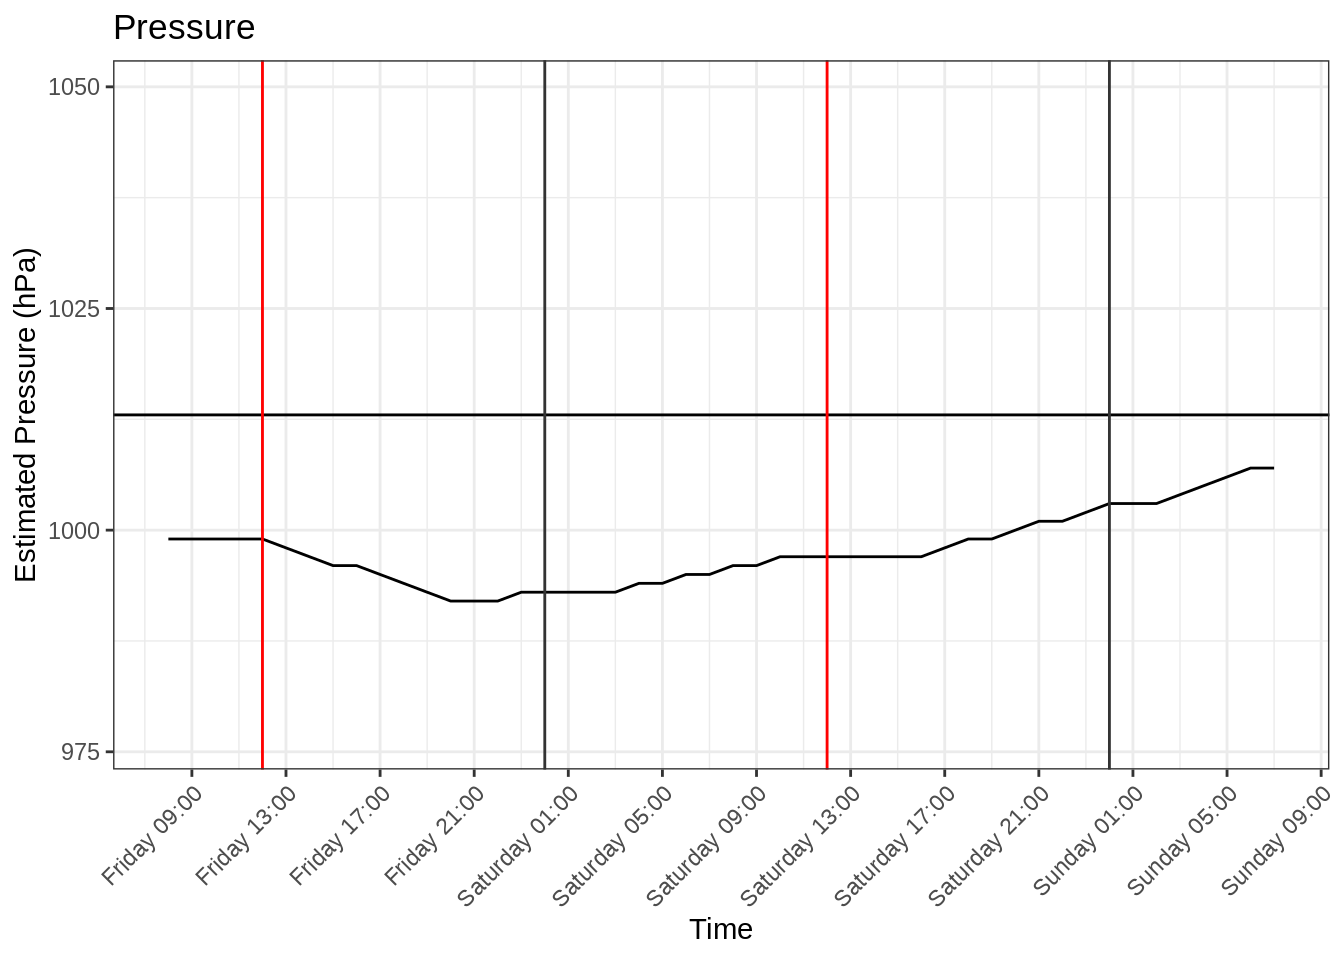 Pressure
Estimated Pressure (hPa)
1050
1025
1000
975
Friday 09:00
Friday 13:00
Friday 17:00
Friday 21:00
Saturday 01:00
Saturday 05:00
Saturday 09:00
Saturday 13:00
Saturday 17:00
Saturday 21:00
Sunday 01:00
Sunday 05:00
Sunday 09:00
Time